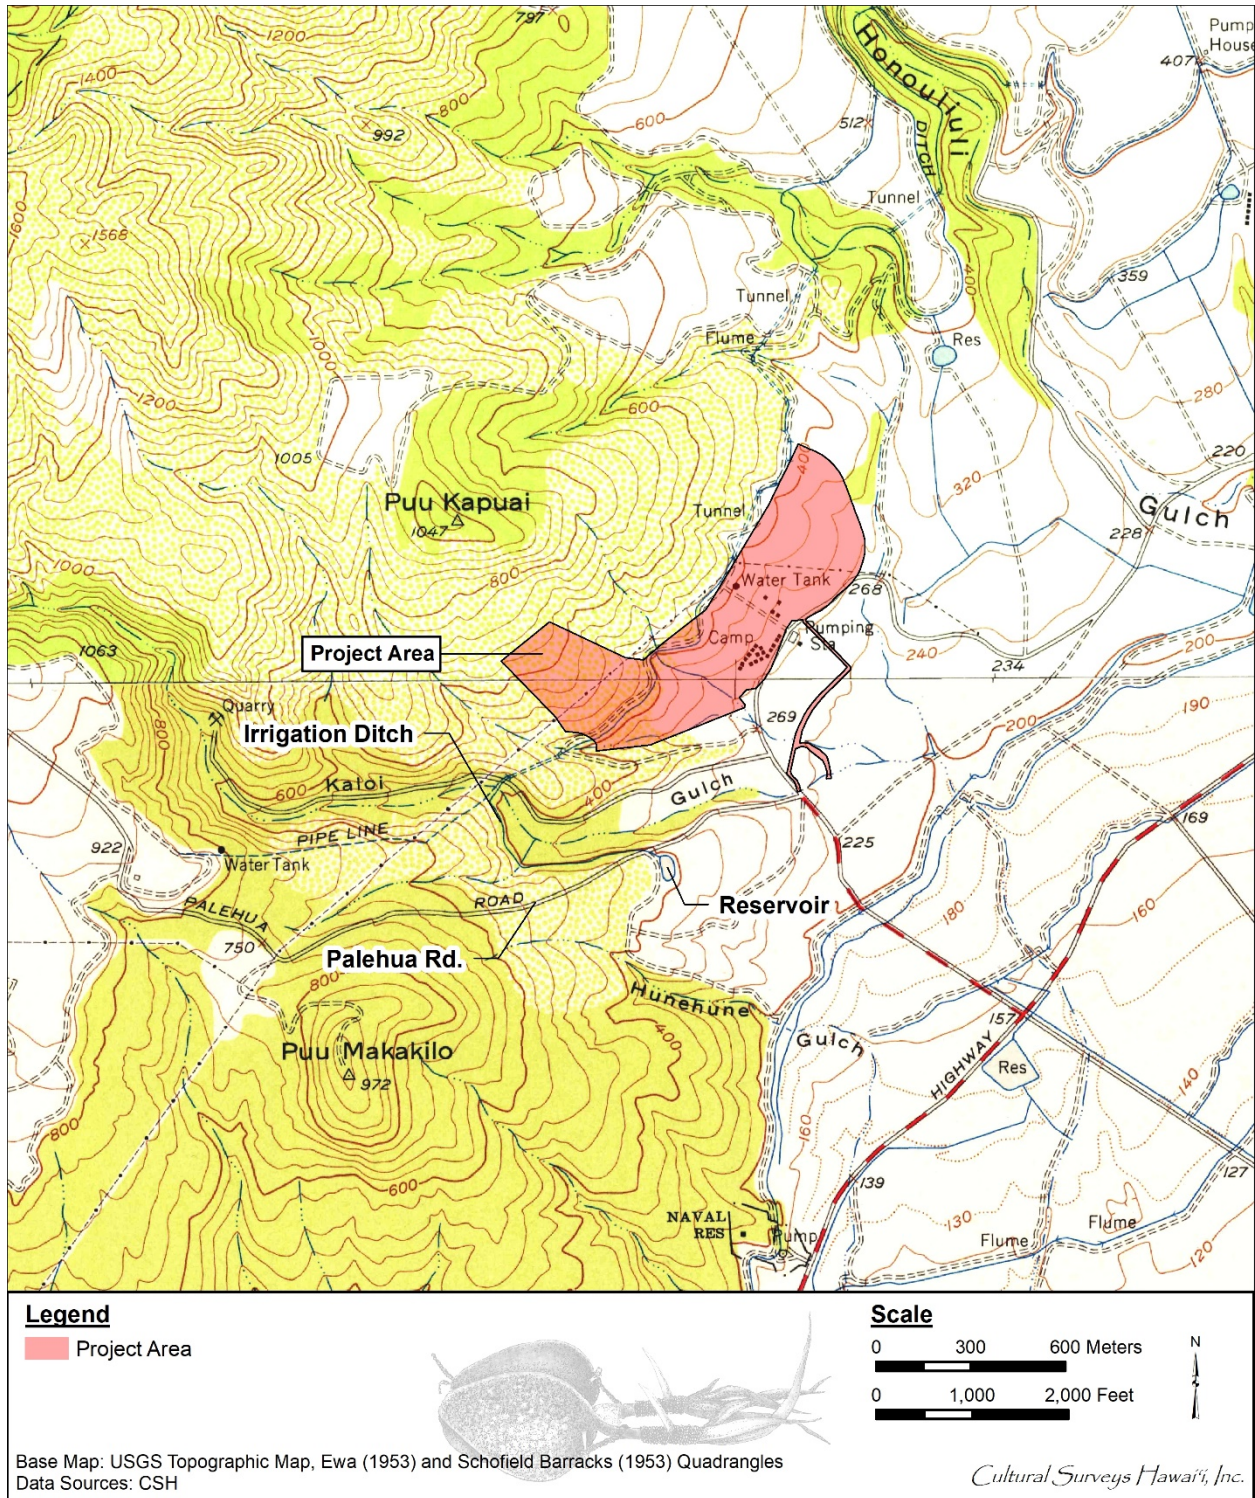 797
1200
Pump
House
407
1400
800
992
600
512
Honouliuli
DITCH
Tunnel
1600
1568
400
359
Tunnel
Flume
Res
1000
280
1200
600
400
220
1005
Puu Kapuai
1047
Tunnel
320
Gulch
228
1000
800
Water Tank
268
Camp
Pumping
Sta
240
200
234
1063
Project Area
Quarry
190
800
Irrigation Ditch
269
200
Kaloi
600
400
Gulch
PIPE LINE
169
922
Water Tank
225
PALEHUA
ROAD
Reservoir
180
160
750
Palehua Rd.
800
Hunehune
400
Gulch
157
Puu Makakilo
972
HIGHWAY
Res
140
800
160
600
139
127
NAVAL
RES
130
Flume
Pump
Flume
120
Legend
Project Area
Scale
0 300 600 Meters
0 1,000 2,000 Feet
N
Base Map: USGS Topographic Map, Ewa (1953) and Schofield Barracks (1953) Quadrangles
Data Sources: CSH
Cultural Surveys Hawaiʻi, Inc.